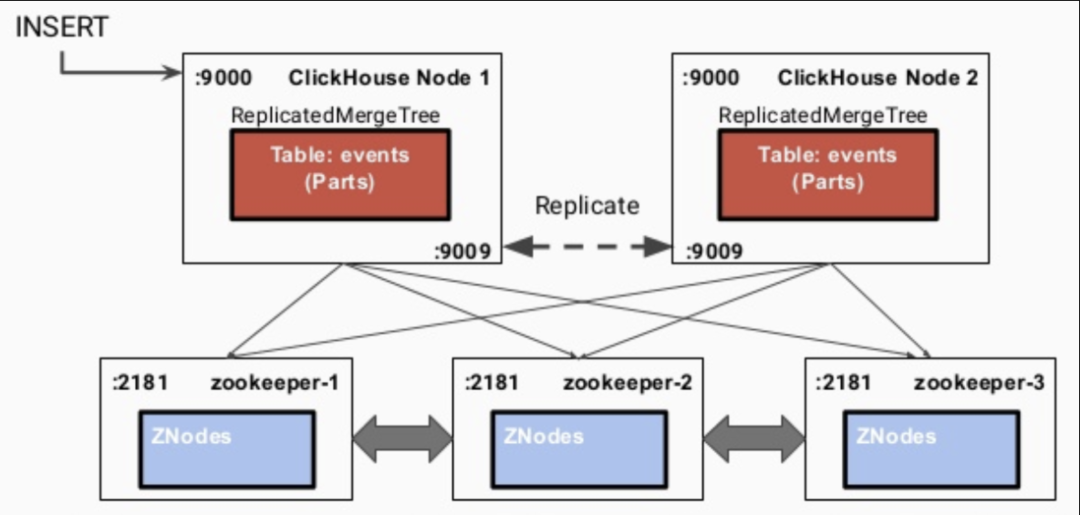 INSERT
:9000 ClickHouse Node 1
ReplicatedMergeTree
Table: events
(Parts)
:9009
Replicate
:9000 ClickHouse Node 2
ReplicatedMergeTree
Table: events
(Parts)
:9009
:2181 zookeeper-1
ZNodes
:2181 zookeeper-2
ZNodes
:2181 zookeeper-3
ZNodes